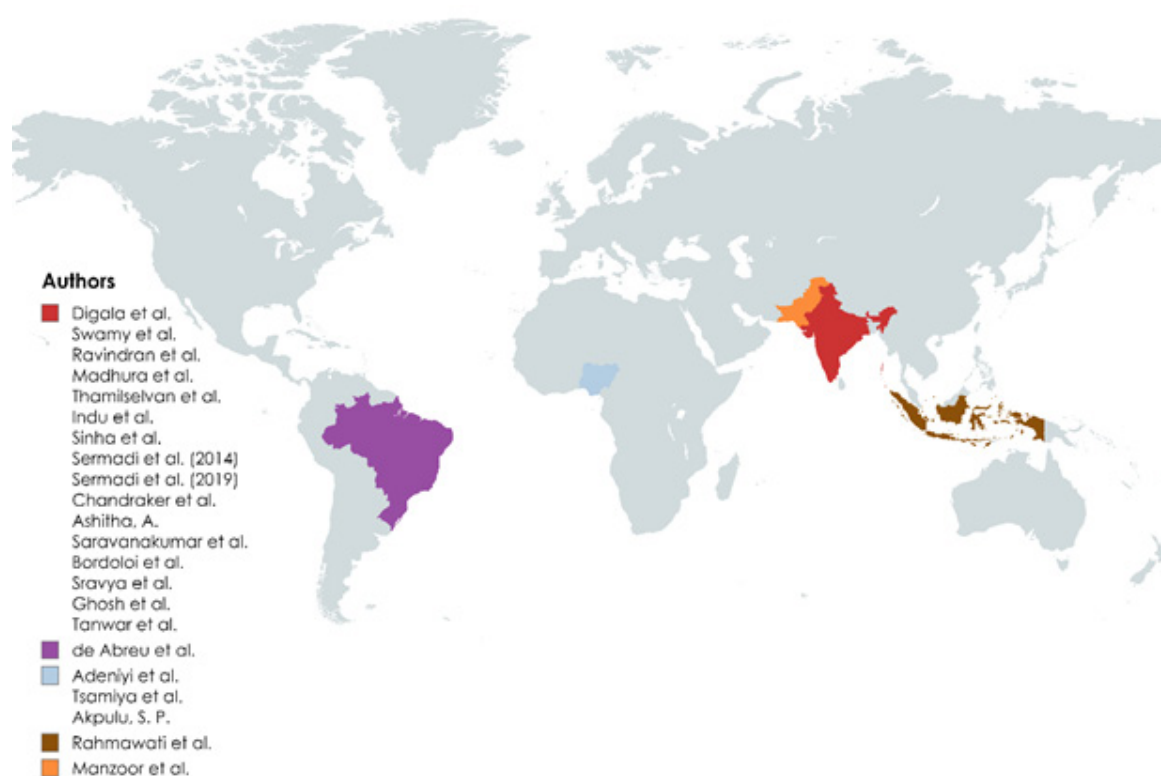 Authors
Digala et al.
Swamy et al.
Ravindran et al.
Madhura et al.
Thamilselvan et al.
Indu et al.
Sinha et al.
Sermadi et al. (2014)
Sermadi et al. (2019)
Chandraker et al.
Ashitha, A.
Saravanakumar et al.
Bordoloi et al.
Sravya et al.
Ghosh et al.
Tanwar et al.
de Abreu et al.
Adeniyi et al.
Tsamiya et al.
Akpulu, S. P.
Rahmawati et al.
Manzoor et al.